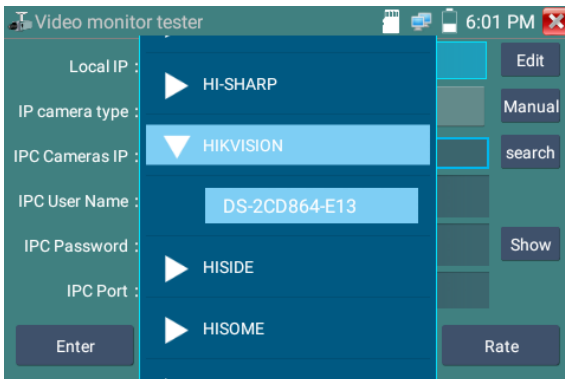 Video monitor tester
6:01 PM
Local IP :
Edit
HI-SHARP
IP camera type :
Manual
HIKVISION
IPC Cameras IP :
search
IPC User Name :
DS-2CD864-E13
IPC Password :
Show
HISIDE
IPC Port :
HISOME
Enter
Rate